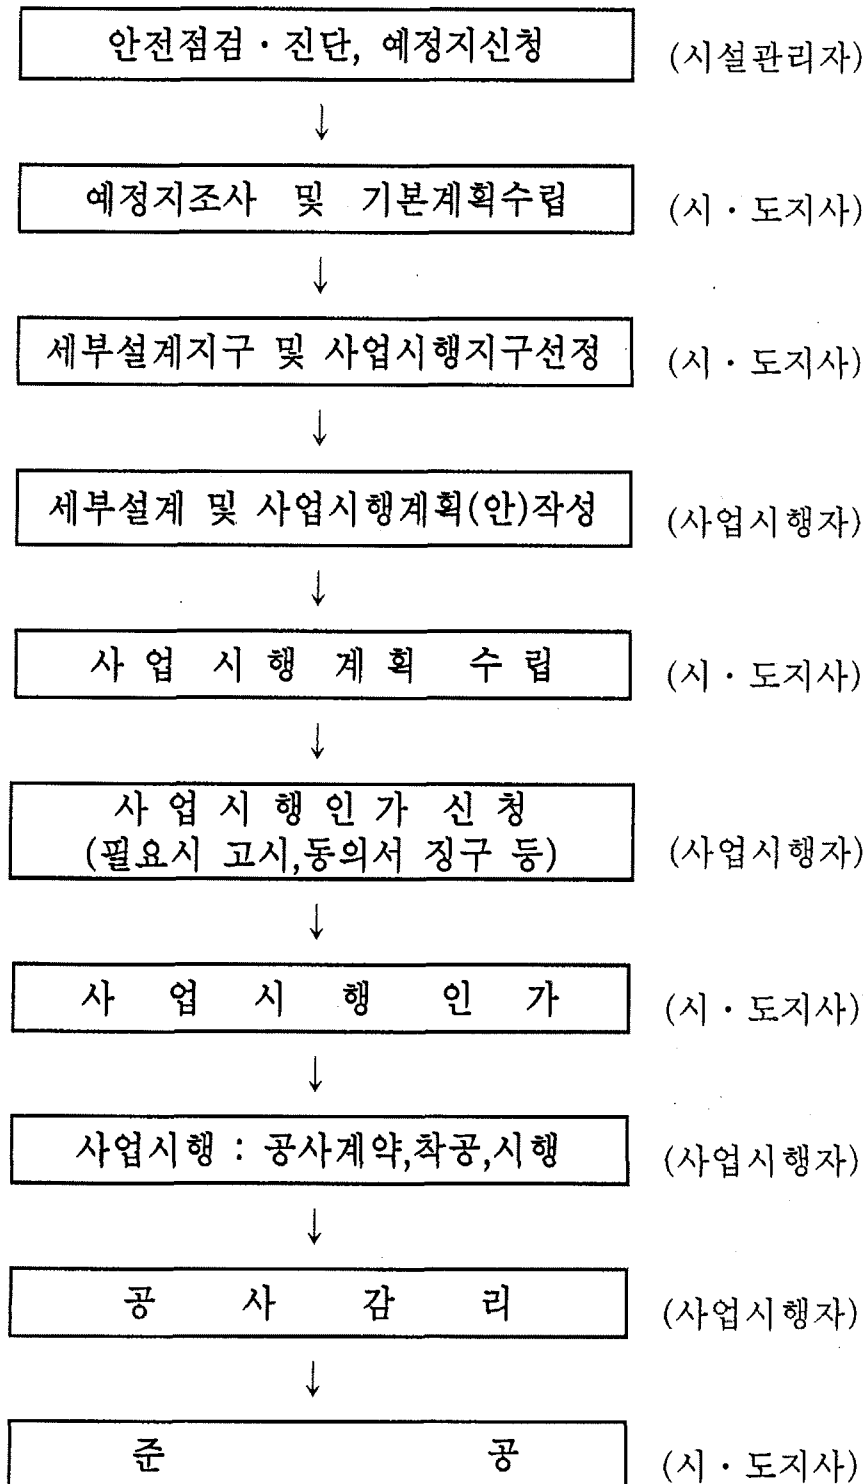 안전점검·진단, 예정지신청 (시설관리자)
↓
예정지조사 및 기본계획수립 (시·도지사)
↓
세부설계지구 및 사업시행지구선정 (시·도지사)
↓
세부설계 및 사업시행계획(안)작성 (사업시행자)
↓
사 업 시 행 계 획 수 립 (시·도지사)
↓
사 업 시 행 인 가 신 청
(필요시 고시,동의서 징구 등) (사업시행자)
↓
사 업 시 행 인 가 (시·도지사)
↓
사업시행 : 공사계약,착공,시행 (사업시행자)
↓
공 사 감 리 (사업시행자)
↓
준 공 (시·도지사)